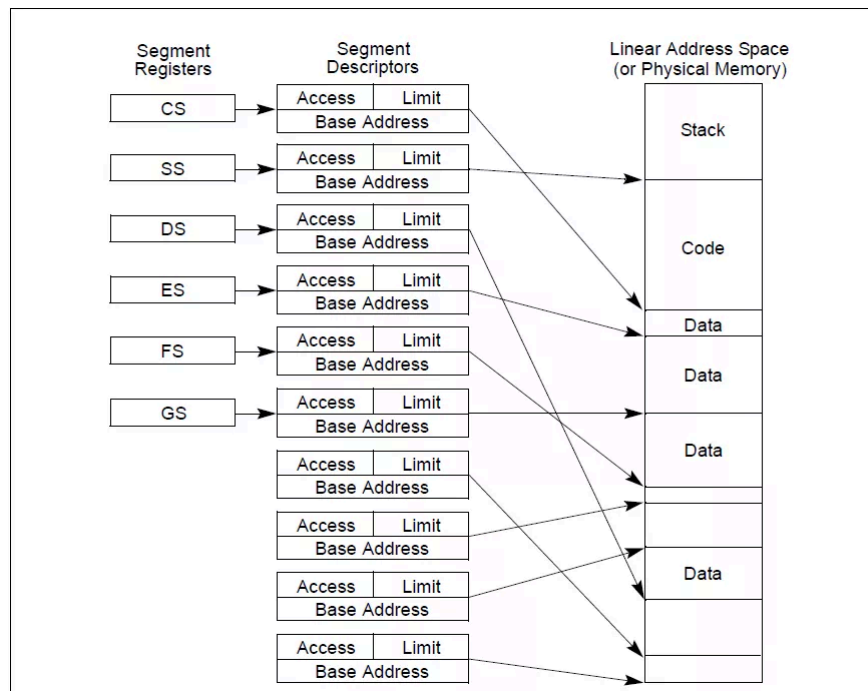 Segment
Registers
Segment
Descriptors
Linear Address Space
(or Physical Memory)
CS
Access Limit
Base Address
Stack
SS
Access Limit
Base Address
DS
Access Limit
Base Address
Code
ES
Access Limit
Base Address
Data
FS
Access Limit
Base Address
Data
GS
Access Limit
Base Address
Data
Access Limit
Base Address
Access Limit
Base Address
Access Limit
Base Address
Data
Access Limit
Base Address